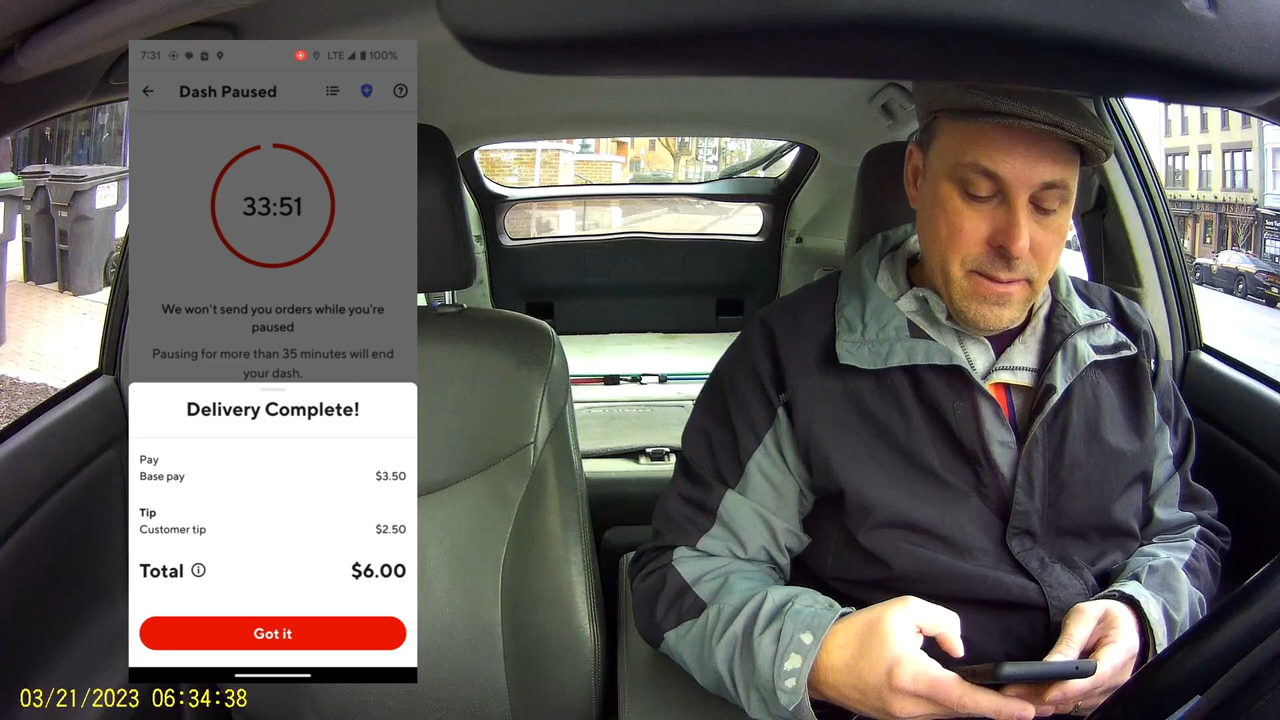 7:31 LTE 100%
Dash Paused
33:51
We won't send you orders while you're
paused
Pausing for more than 35 minutes will end
your dash.
Delivery Complete!
Pay
Base pay $3.50
Tip
Customer tip $2.50
Total $6.00
Got it
03/21/2023 06:34:38